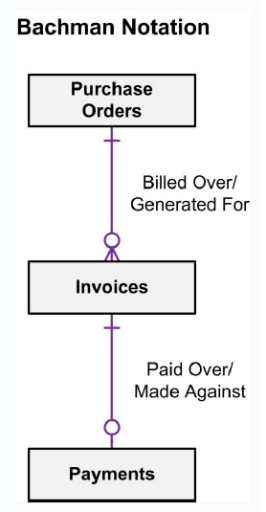 Bachman Notation
Purchase
Orders
Billed Over/
Generated For
Invoices
Paid Over/
Made Against
Payments